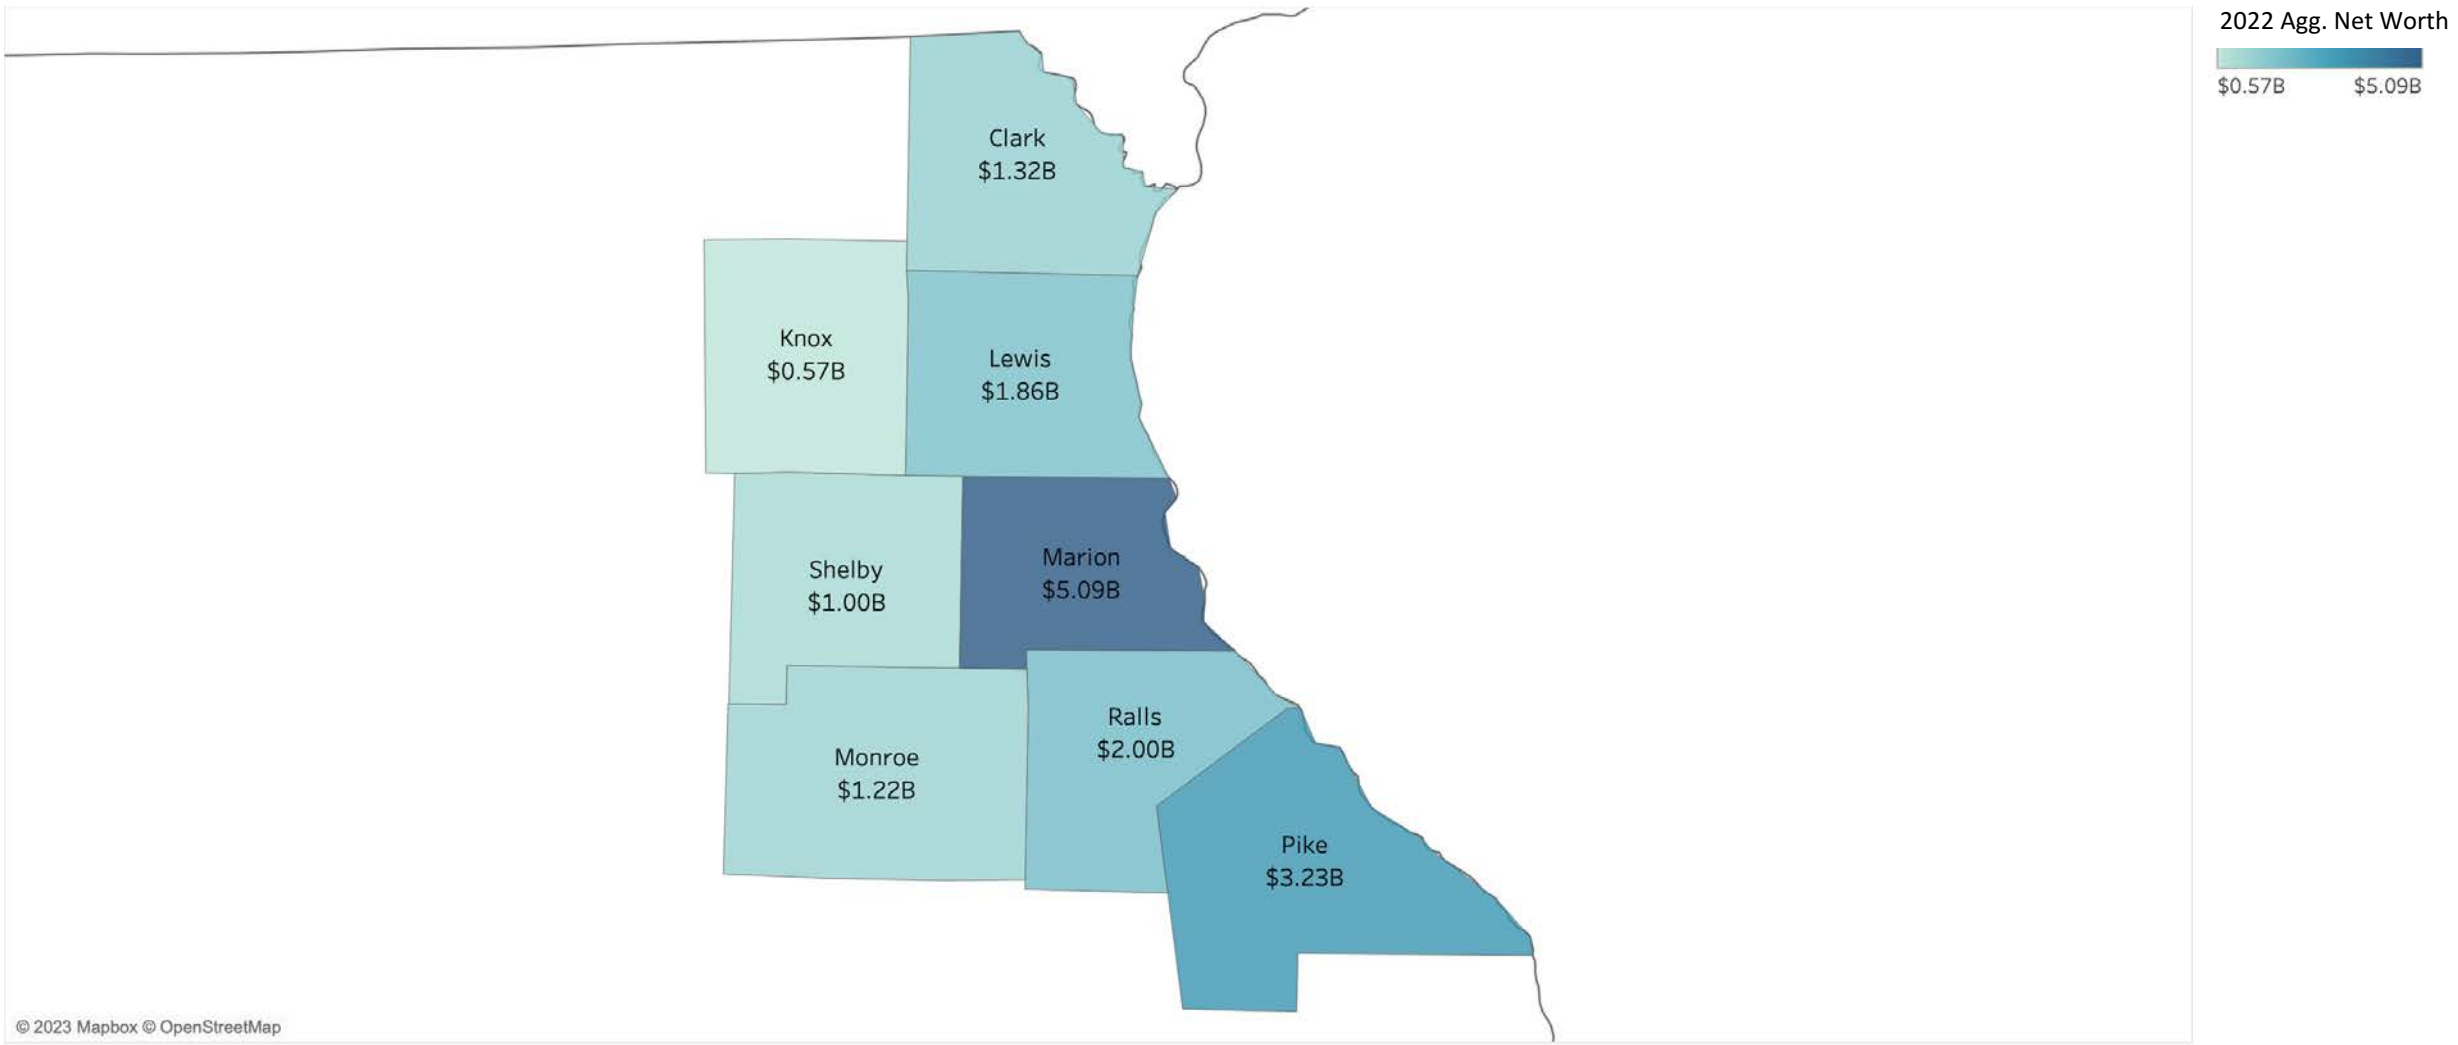 2022 Agg. Net Worth
$0.57B $5.09B
Clark
$1.32B
Knox
$0.57B
Lewis
$1.86B
Shelby
$1.00B
Marion
$5.09B
Ralls
$2.00B
Monroe
$1.22B
Pike
$3.23B
© 2023 Mapbox © OpenStreetMap